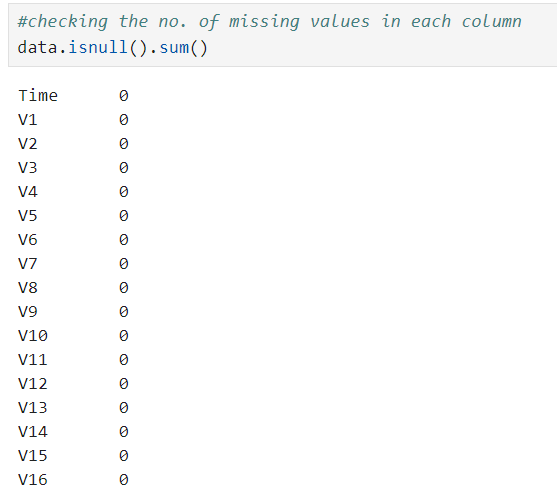 #checking the no. of missing values in each column
data.isnull().sum()
Time 0
V1 0
V2 0
V3 0
V4 0
V5 0
V6 0
V7 0
V8 0
V9 0
V10 0
V11 0
V12 0
V13 0
V14 0
V15 0
V16 0